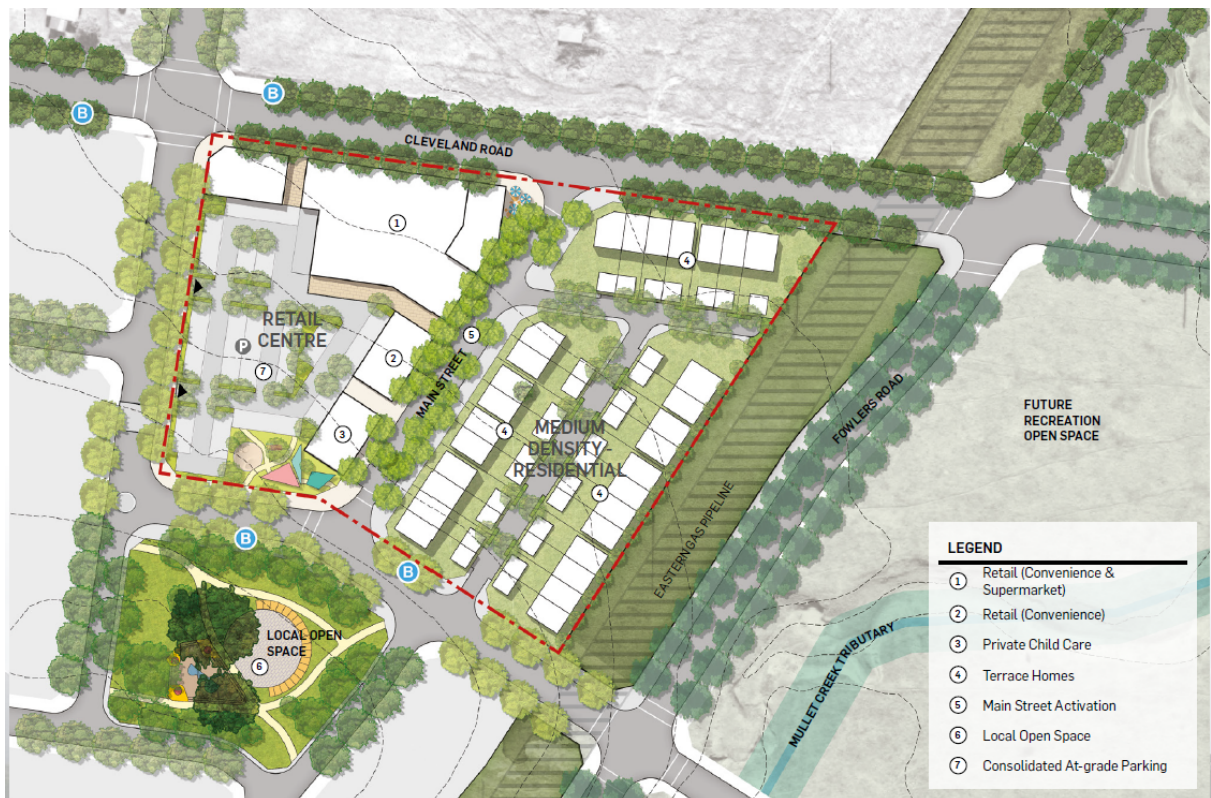 B
B
CLEVELAND ROAD
1
4
RETAIL
CENTRE
P
7
5
2
MAIN STREET
3
4
MEDIUM
DENSITY -
RESIDENTIAL
4
FOWLERS ROAD
FUTURE
RECREATION
OPEN SPACE
EASTERN GAS PIPELINE
B
B
LOCAL OPEN
SPACE
6
MULLET CREEK TRIBUTARY
LEGEND
1 Retail (Convenience &
Supermarket)
2 Retail (Convenience)
3 Private Child Care
4 Terrace Homes
5 Main Street Activation
6 Local Open Space
7 Consolidated At-grade Parking